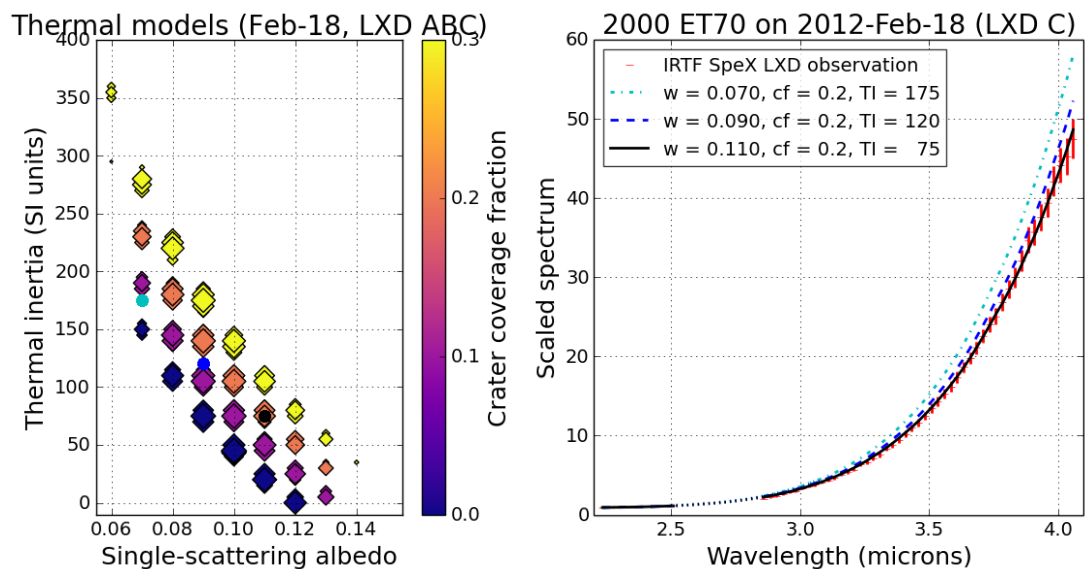 Thermal models (Feb-18, LXD ABC)
400
350
300
250
200
150
100
50
0
Thermal inertia (SI units)
0.06
0.08
0.10
0.12
0.14
Single-scattering albedo
0.3
0.2
0.1
0.0
Crater coverage fraction
2000 ET70 on 2012-Feb-18 (LXD C)
60
50
40
30
20
10
0
Scaled spectrum
IRTF SpeX LXD observation
w = 0.070, cf = 0.2, TI = 175
w = 0.090, cf = 0.2, TI = 120
w = 0.110, cf = 0.2, TI = 75
2.5
3.0
3.5
4.0
Wavelength (microns)